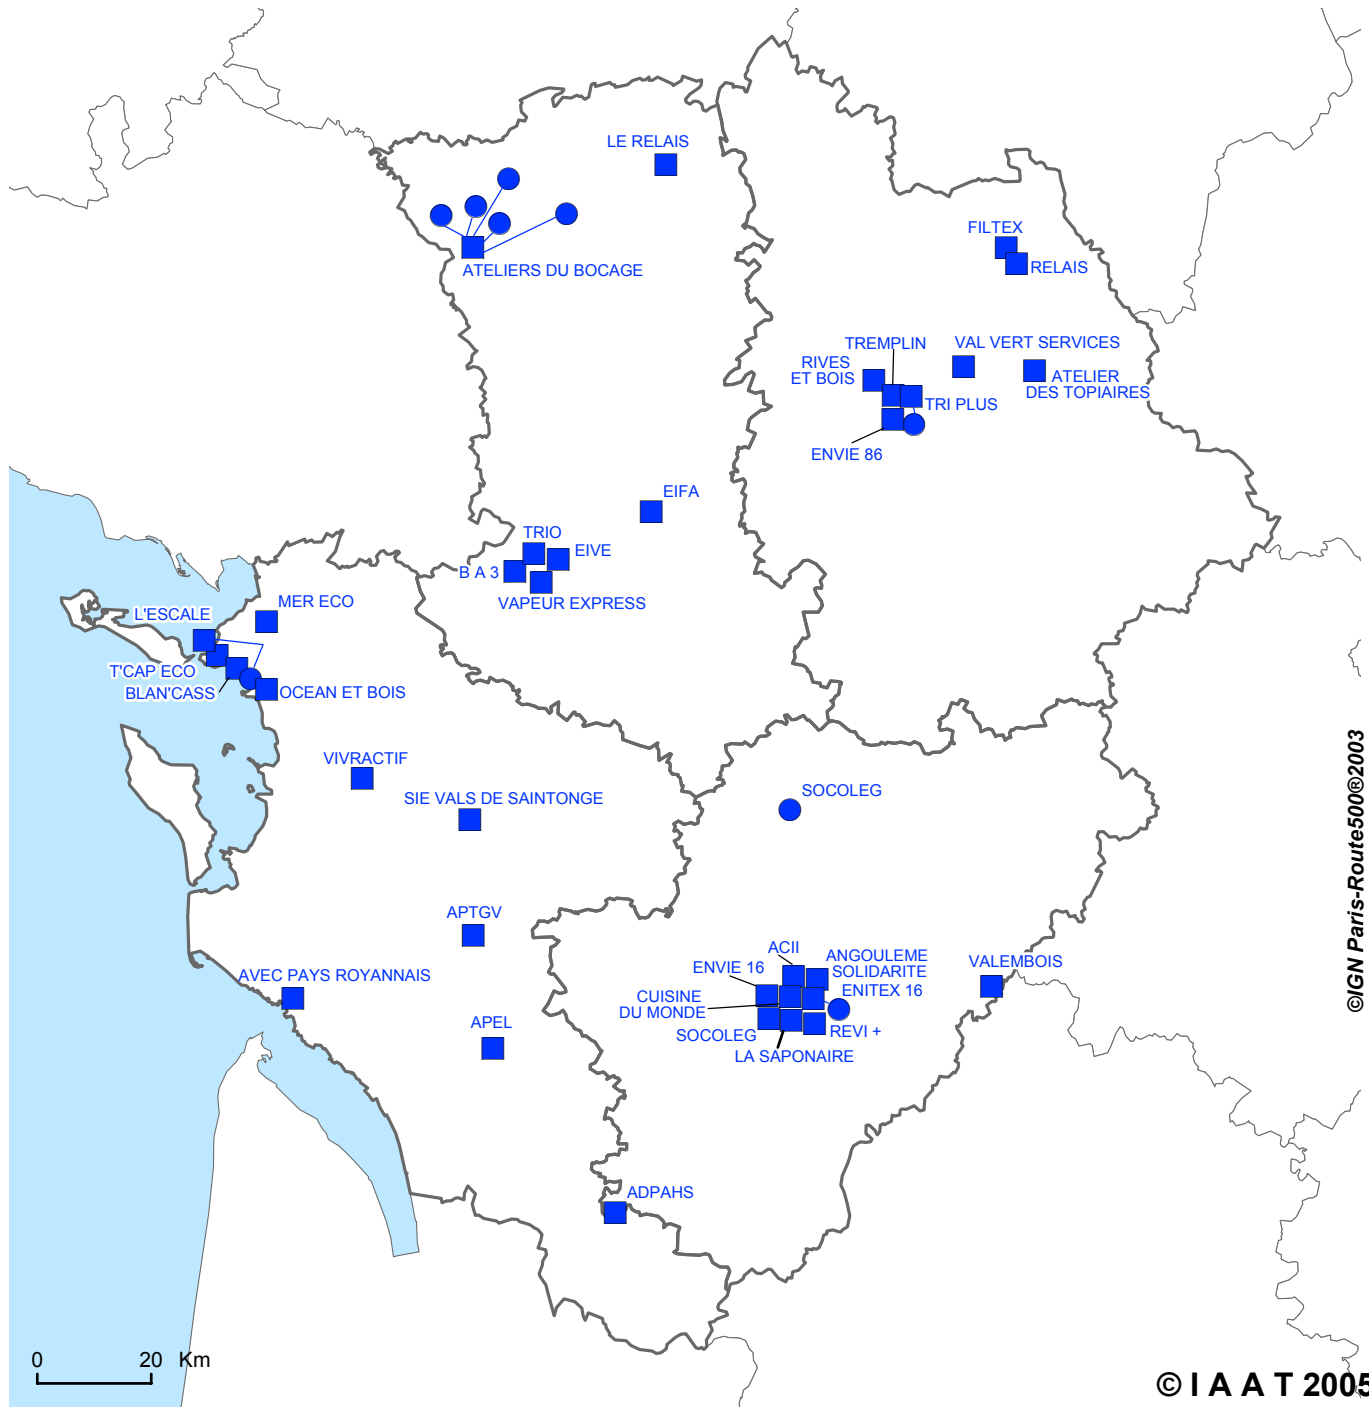 LE RELAIS
ATELIERS DU BOCAGE
FILTEX
RELAIS
TREMPLIN
VAL VERT SERVICES
RIVES
ET BOIS
ATELIER
DES TOPIAIRES
TRI PLUS
ENVIE 86
EIFA
TRIO
EIVE
B A 3
VAPEUR EXPRESS
MER ECO
L'ESCALE
T'CAP ECO
BLAN'CASS
OCEAN ET BOIS
VIVRACTIF
SIE VALS DE SAINTONGE
SOCOLEG
APTGV
AVEC PAYS ROYANNAIS
APEL
ACII
ANGOULEME
SOLIDARITE
ENVIE 16
ENITEX 16
CUISINE
DU MONDE
SOCOLEG
REVI +
LA SAPONAIRE
VALEMBOIS
ADPAHS
©IGN Paris-Route500®2003
0 20 Km
© I A A T 2005